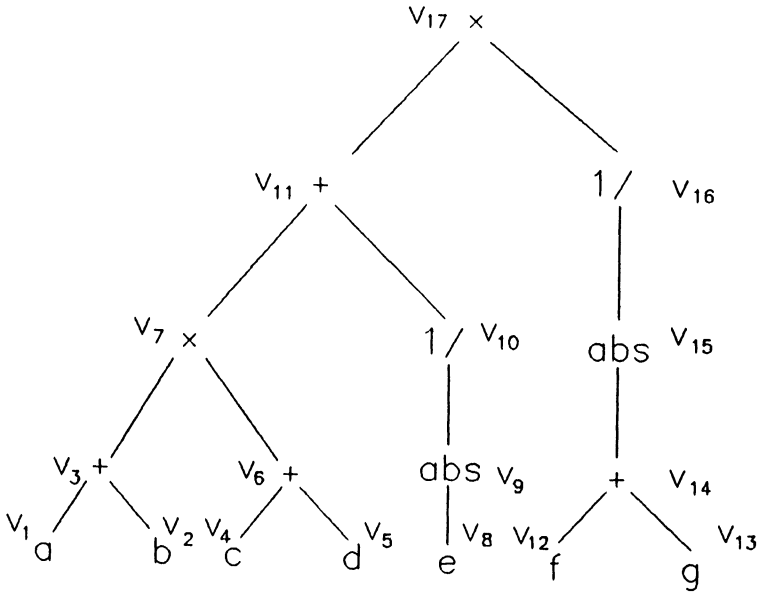 V17 ×
V11 + 1/ V16
V7 × 1/ V10 abs V15
V3 + V6 + abs V9 + V14
V1 a b V2 V4 c d V5 e V8 V12 f g V13